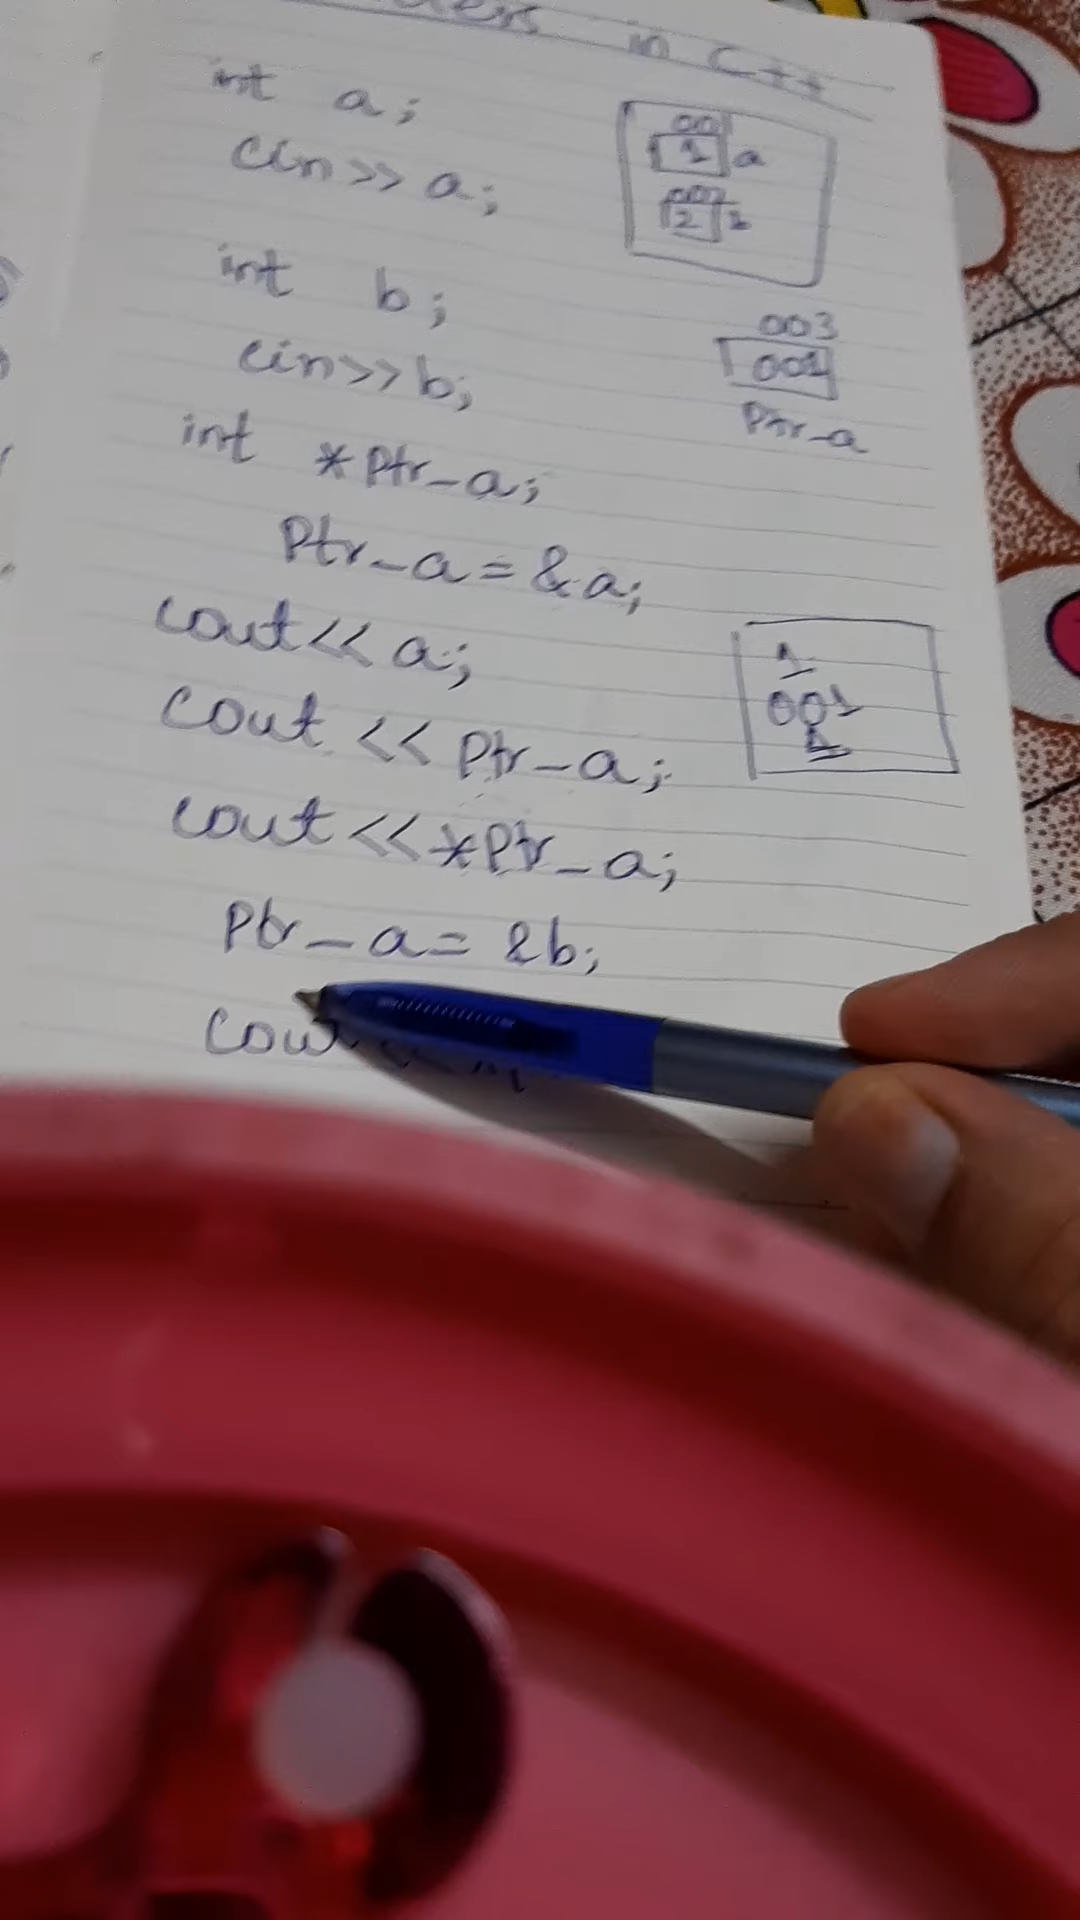 in C++
int a;
cin>>a;
int b;
cin>>b;
int *Ptr_a;
Ptr_a=&a;
cout<<a;
cout<<Ptr_a;
cout<<*Ptr_a;
Ptr_a=&b;
001
1 a
002
2
003
001
Ptr_a
1
001
1